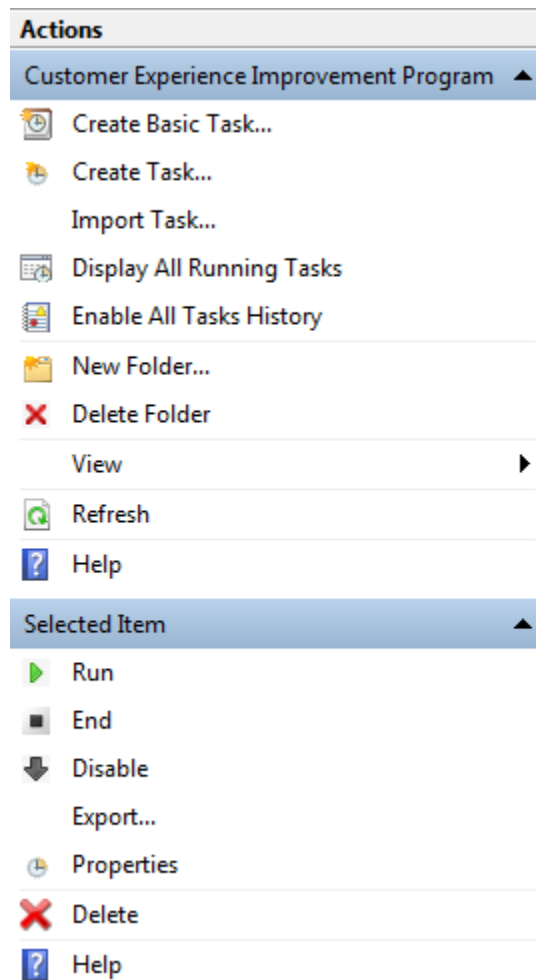 Actions
Customer Experience Improvement Program
Create Basic Task...
Create Task...
Import Task...
Display All Running Tasks
Enable All Tasks History
New Folder...
Delete Folder
View
Refresh
Help
Selected Item
Run
End
Disable
Export...
Properties
Delete
Help